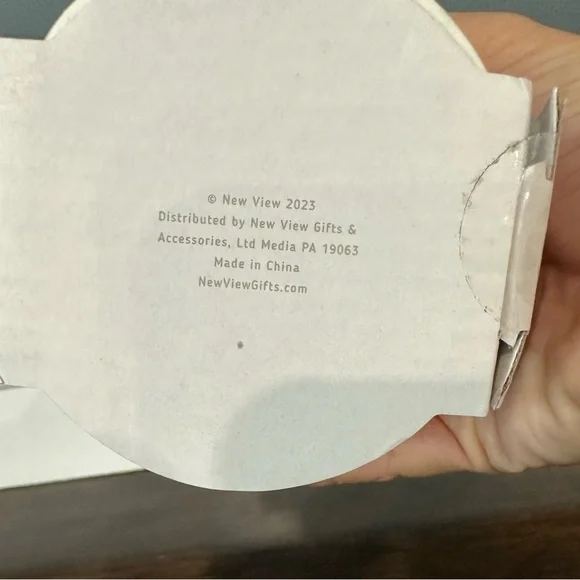 © New View 2023
Distributed by New View Gifts &
Accessories, Ltd Media PA 19063
Made in China
NewViewGifts.com